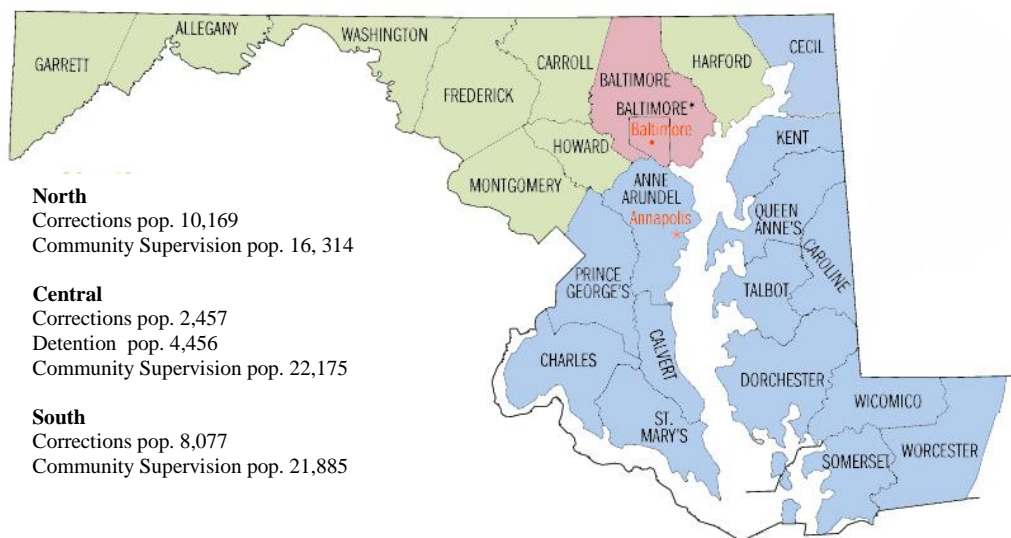 ALLEGANY
WASHINGTON
CECIL
GARRETT
CARROLL
HARFORD
BALTIMORE
FREDERICK
BALTIMORE*
Baltimore
KENT
HOWARD
MONTGOMERY
ANNE
ARUNDEL
Annapolis
*
QUEEN
ANNE'S
CAROLINE
PRINCE
GEORGE'S
TALBOT
CALVERT
CHARLES
DORCHESTER
WICOMICO
ST.
MARY'S
SOMERSET
WORCESTER
North
Corrections pop. 10,169
Community Supervision pop. 16, 314
Central
Corrections pop. 2,457
Detention  pop. 4,456
Community Supervision pop. 22,175
South
Corrections pop. 8,077
Community Supervision pop. 21,885